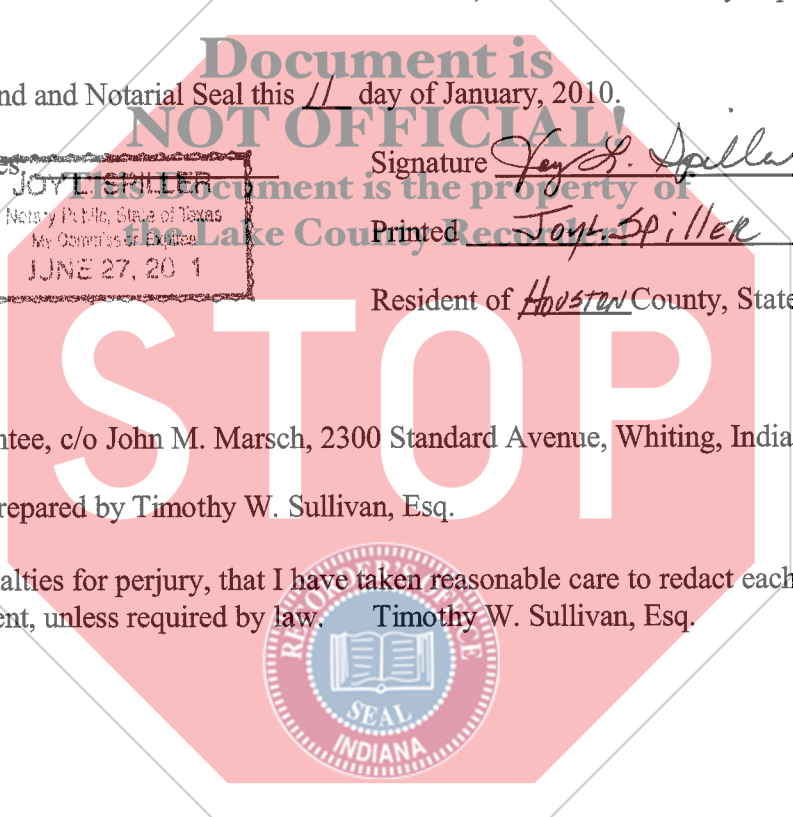 Document is
nd and Notarial Seal this 11 day of January, 2010.
NOT OFFICIAL!
es
Signature Joy L. Spiller
JOY L. SPILLER
This Document is the property of
Notary Public, State of Texas
Printed Joy L. Spiller
My Commission Expires
the Lake County Recorder!
JUNE 27, 20 1
Resident of Houston County, State
STOP
ntee, c/o John M. Marsch, 2300 Standard Avenue, Whiting, India
repared by Timothy W. Sullivan, Esq.
alties for perjury, that I have taken reasonable care to redact each
ent, unless required by law. Timothy W. Sullivan, Esq.
RECORDER'S OFFICE
SEAL
INDIANA